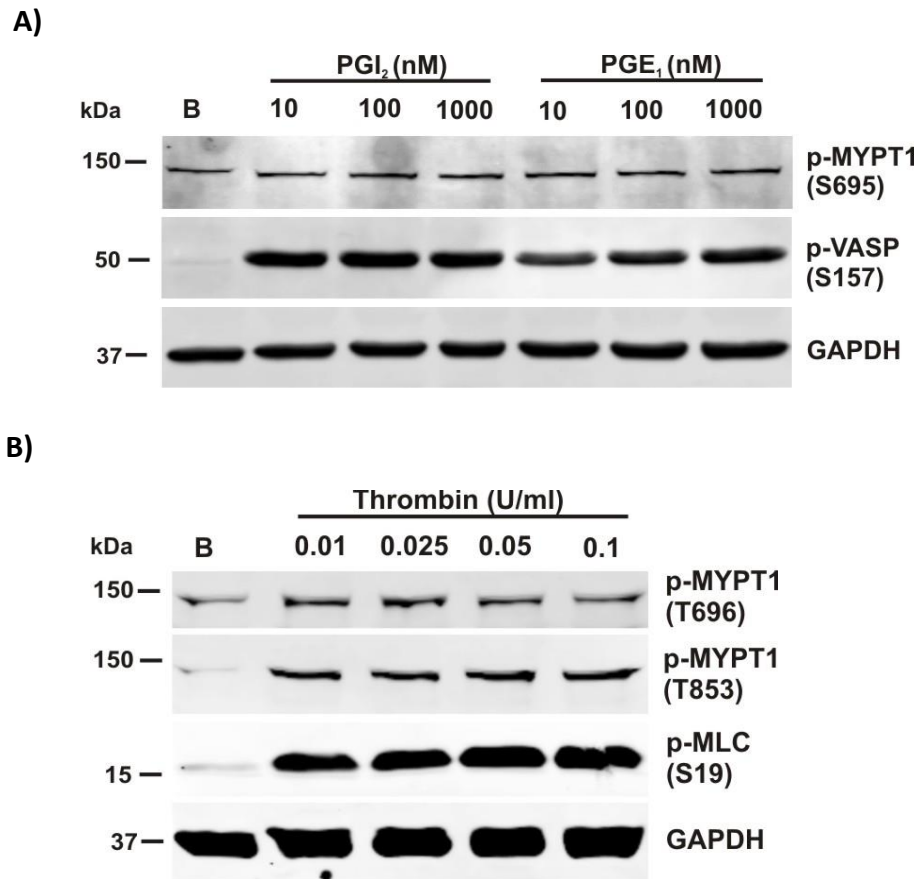 A)
PGI₂ (nM) PGE₁ (nM)
kDa B 10 100 1000 10 100 1000
150 p-MYPT1
(S695)
50 p-VASP
(S157)
37 GAPDH
B)
Thrombin (U/ml)
kDa B 0.01 0.025 0.05 0.1
150 p-MYPT1
(T696)
150 p-MYPT1
(T853)
p-MLC
15 (S19)
37 GAPDH